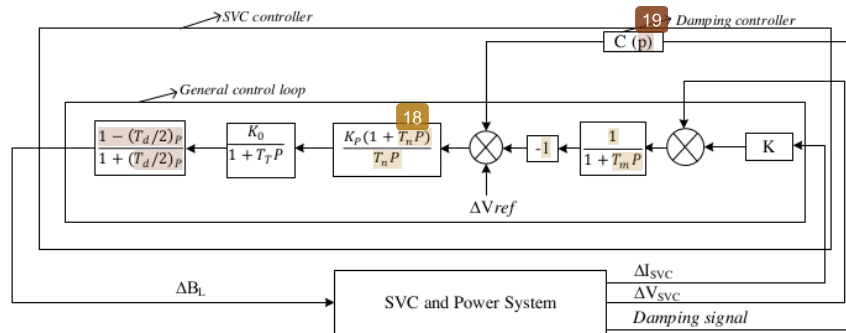 SVC controller
19
Damping controller
C (p)
General control loop
18
1 − (T_d/2)_P
1 + (T_d/2)_P
K_0
1 + T_T P
K_P(1 + T_n P)
T_n P
-1
1
1 + T_m P
K
ΔVref
ΔB_L
SVC and Power System
ΔI_SVC
ΔV_SVC
Damping signal